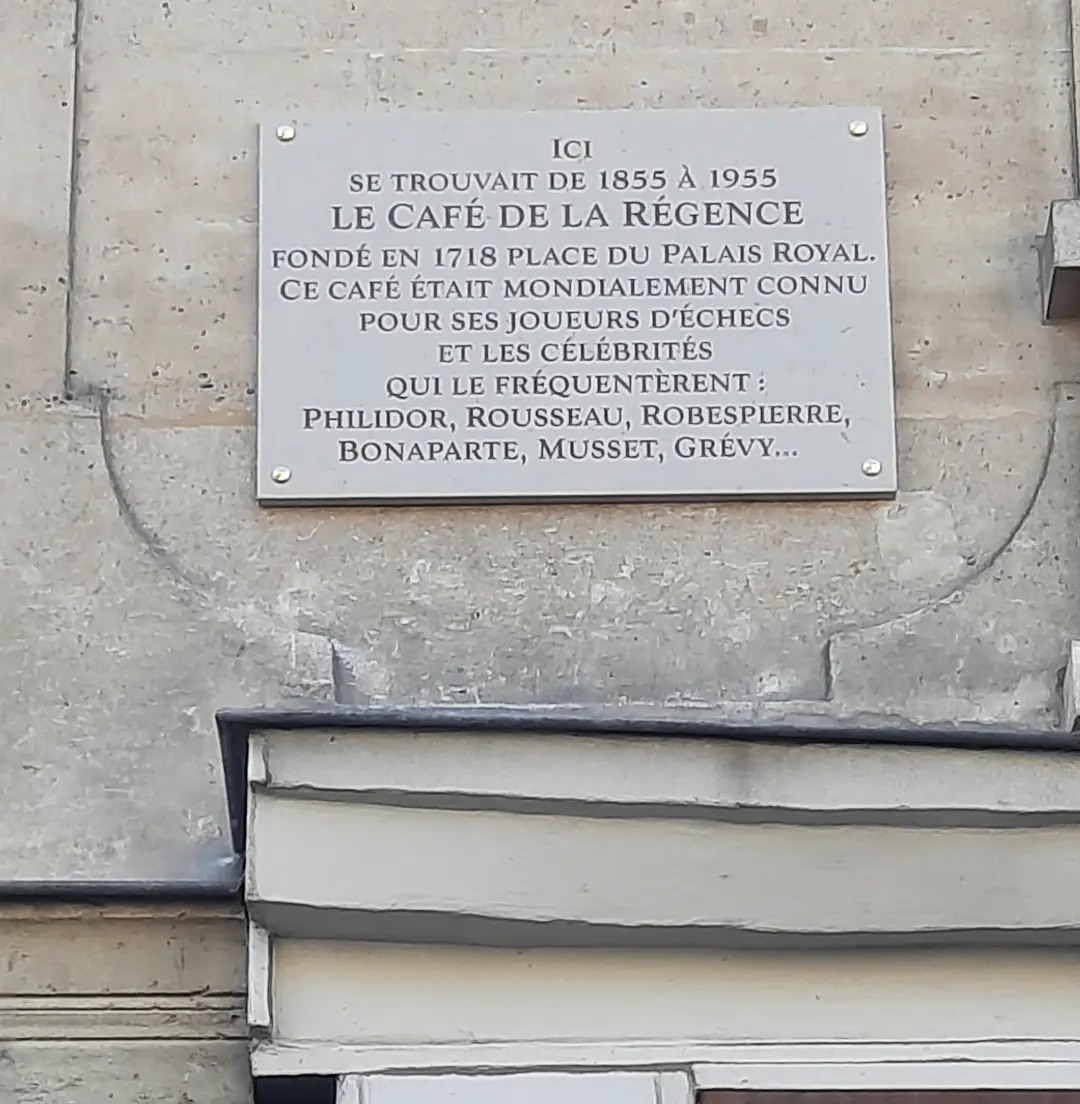 Ici
se trouvait de 1855 à 1955
le Café de la Régence
fondé en 1718 place du Palais Royal.
Ce café était mondialement connu
pour ses joueurs d'échecs
et les célébrités
qui le fréquentèrent :
Philidor, Rousseau, Robespierre,
Bonaparte, Musset, Grévy...